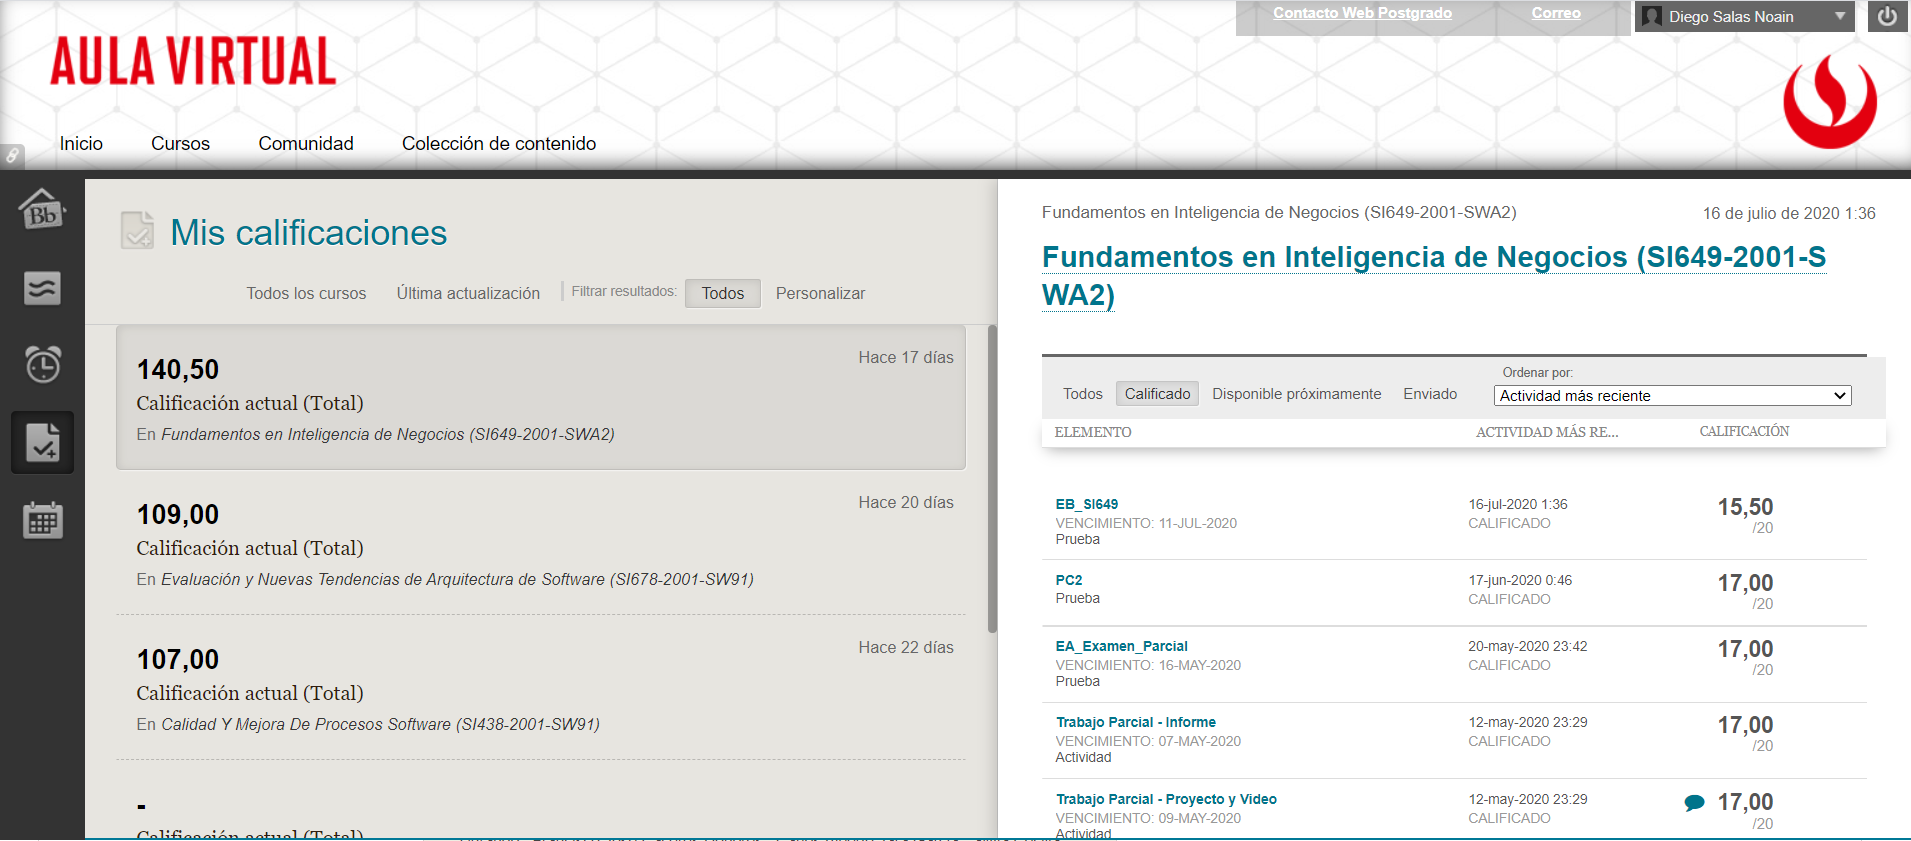 Contacto Web Postgrado
Correo
Diego Salas Noain
AULA VIRTUAL
Inicio
Cursos
Comunidad
Colección de contenido
Bb
Mis calificaciones
Todos los cursos
Última actualización
Filtrar resultados:
Todos
Personalizar
140,50
Hace 17 días
Calificación actual (Total)
En Fundamentos en Inteligencia de Negocios (SI649-2001-SWA2)
109,00
Hace 20 días
Calificación actual (Total)
En Evaluación y Nuevas Tendencias de Arquitectura de Software (SI678-2001-SW91)
107,00
Hace 22 días
Calificación actual (Total)
En Calidad Y Mejora De Procesos Software (SI438-2001-SW91)
-
Calificación actual (Total)
Fundamentos en Inteligencia de Negocios (SI649-2001-SWA2)
16 de julio de 2020 1:36
Fundamentos en Inteligencia de Negocios (SI649-2001-S
WA2)
Todos
Calificado
Disponible próximamente
Enviado
Ordenar por:
Actividad más reciente
ELEMENTO
ACTIVIDAD MÁS RE...
CALIFICACIÓN
EB_SI649
16-jul-2020 1:36
15,50
VENCIMIENTO: 11-JUL-2020
CALIFICADO
/20
Prueba
PC2
17-jun-2020 0:46
17,00
Prueba
CALIFICADO
/20
EA_Examen_Parcial
20-may-2020 23:42
17,00
VENCIMIENTO: 16-MAY-2020
CALIFICADO
/20
Prueba
Trabajo Parcial - Informe
12-may-2020 23:29
17,00
VENCIMIENTO: 07-MAY-2020
CALIFICADO
/20
Actividad
Trabajo Parcial - Proyecto y Video
12-may-2020 23:29
17,00
VENCIMIENTO: 09-MAY-2020
CALIFICADO
/20
Actividad